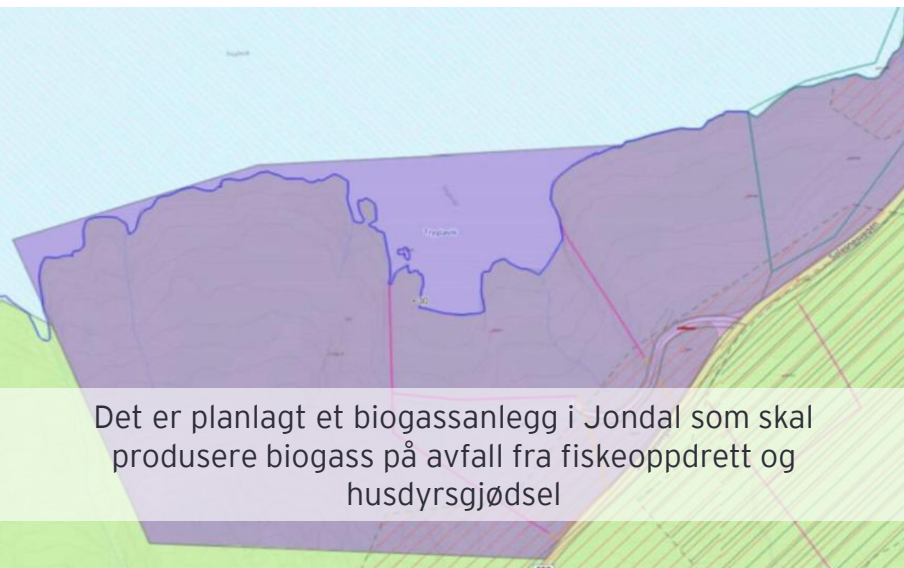 Det er planlagt et biogassanlegg i Jondal som skal
produsere biogass på avfall fra fiskeoppdrett og
husdyrsgjødsel